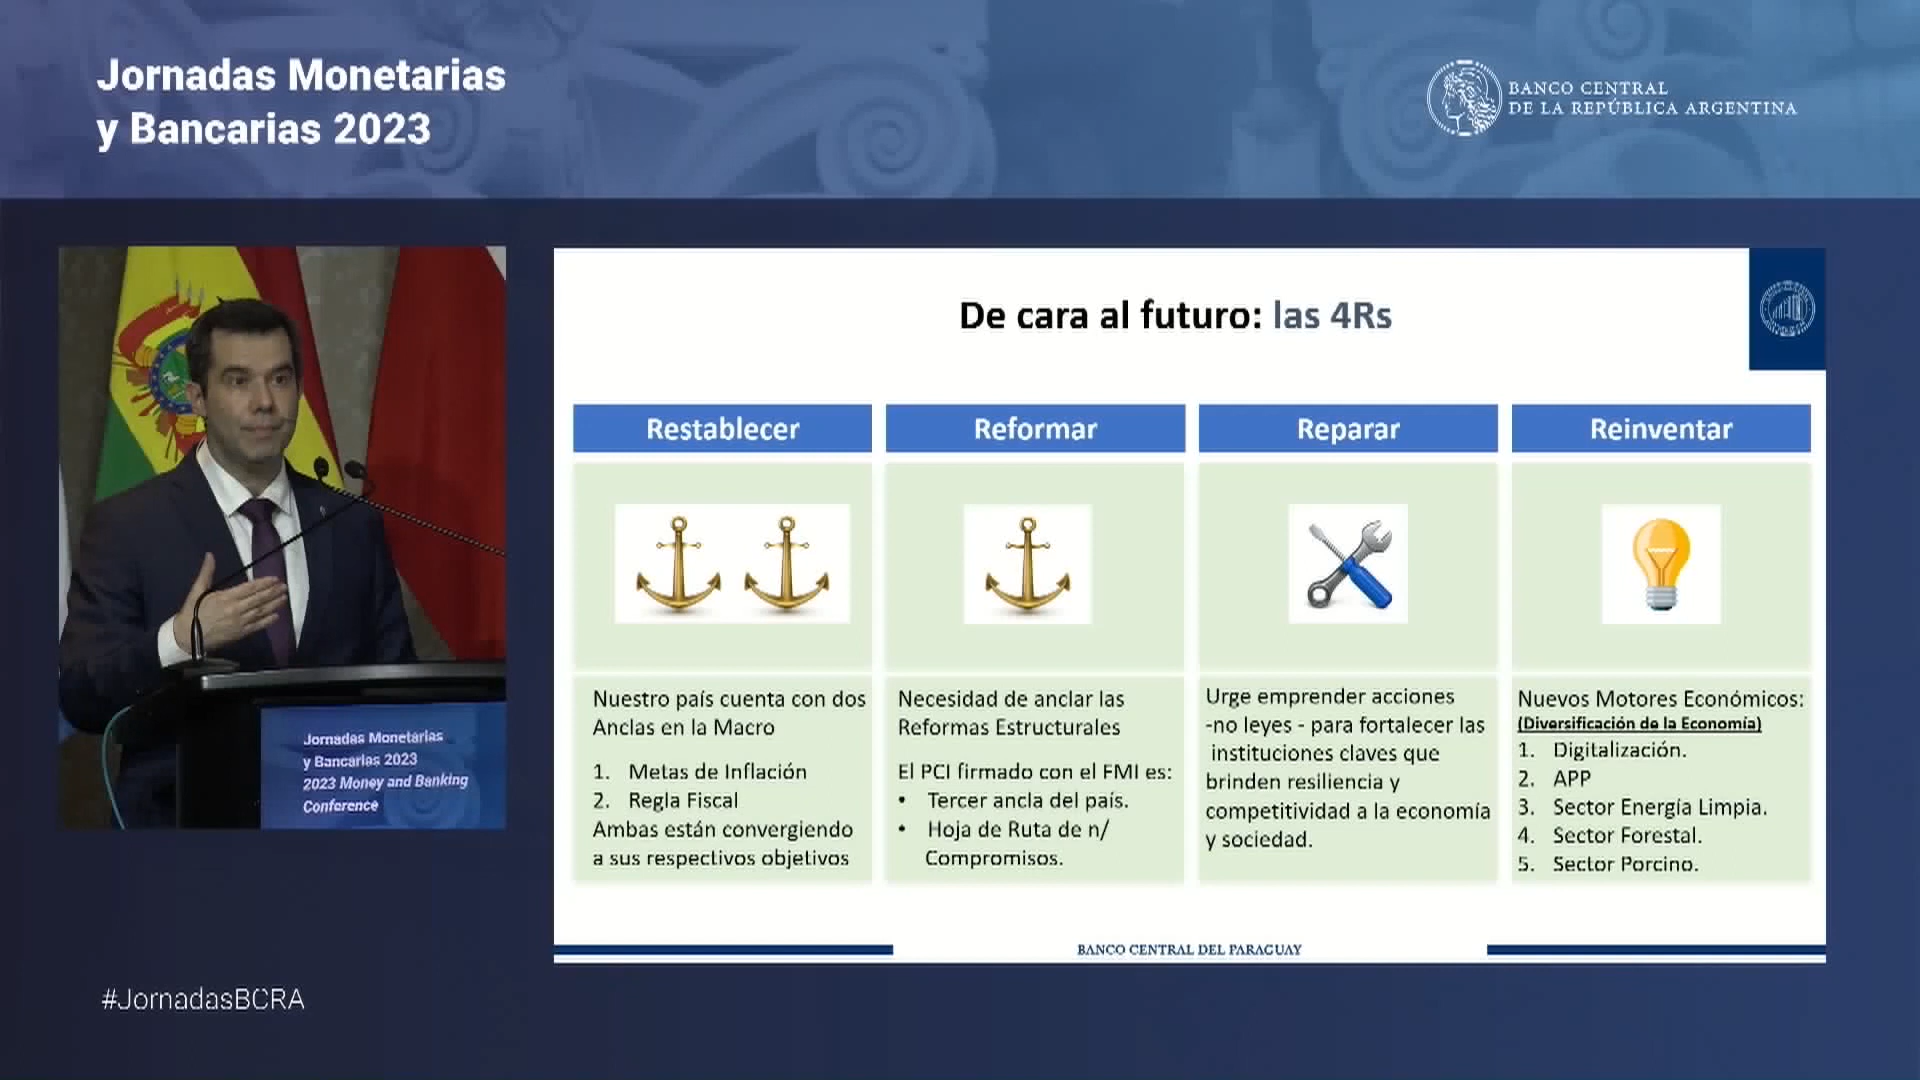 Jornadas Monetarias
y Bancarias 2023
BANCO CENTRAL
DE LA REPÚBLICA ARGENTINA
De cara al futuro: las 4Rs
Restablecer
Nuestro país cuenta con dos
Anclas en la Macro
1. Metas de Inflación
2. Regla Fiscal
Ambas están convergiendo
a sus respectivos objetivos
Reformar
Necesidad de anclar las
Reformas Estructurales
El PCI firmado con el FMI es:
• Tercer ancla del país.
• Hoja de Ruta de n/
Compromisos.
Reparar
Urge emprender acciones
-no leyes - para fortalecer las
instituciones claves que
brinden resiliencia y
competitividad a la economía
y sociedad.
Reinventar
Nuevos Motores Económicos:
(Diversificación de la Economía)
1. Digitalización.
2. APP
3. Sector Energía Limpia.
4. Sector Forestal.
5. Sector Porcino.
BANCO CENTRAL DEL PARAGUAY
Jornadas Monetarias
y Bancarias 2023
2023 Money and Banking
Conference
#JornadasBCRA